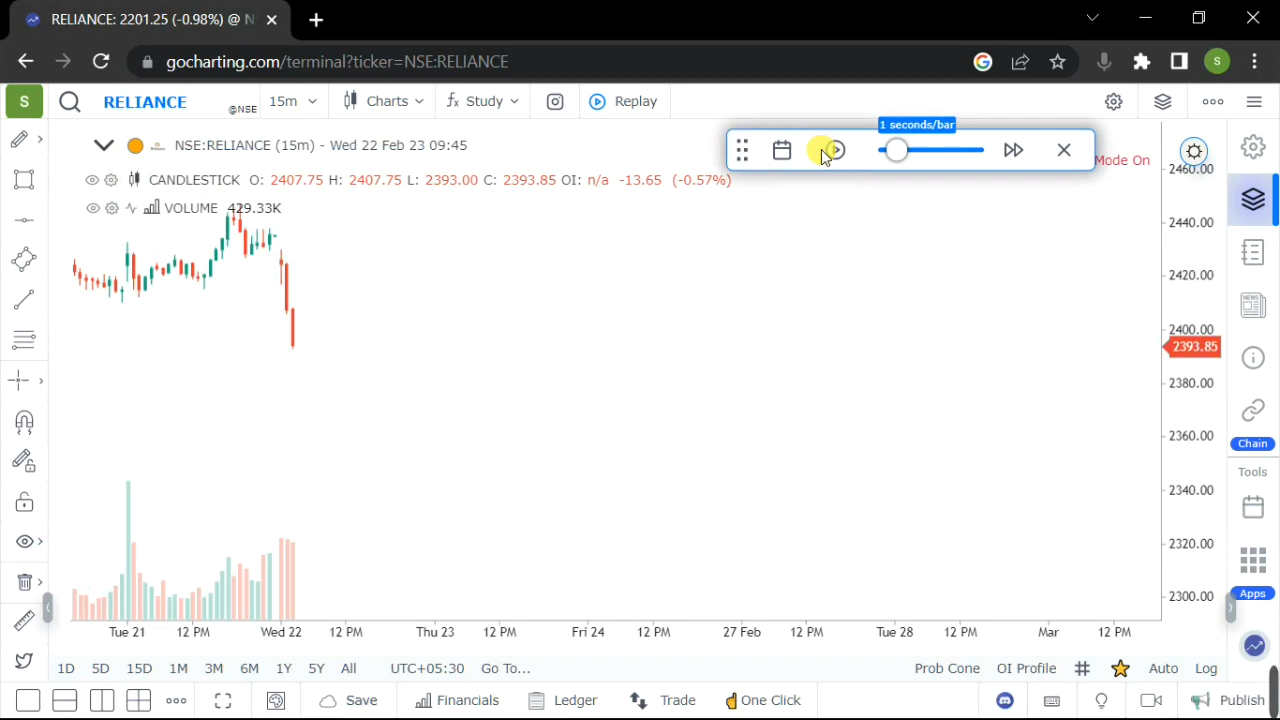 RELIANCE: 2201.25 (-0.98%) @ N
gocharting.com/terminal?ticker=NSE:RELIANCE
S
S RELIANCE @NSE 15m Charts fx Study Replay
1 seconds/bar
NSE:RELIANCE (15m) - Wed 22 Feb 23 09:45
Mode On
CANDLESTICK O: 2407.75 H: 2407.75 L: 2393.00 C: 2393.85 OI: n/a -13.65 (-0.57%)
VOLUME 429.33K
2460.00
2440.00
2420.00
2400.00
2393.85
2380.00
2360.00
2340.00
2320.00
2300.00
NEWS
Chain
Tools
Apps
Tue 21 12 PM Wed 22 12 PM Thu 23 12 PM Fri 24 12 PM 27 Feb 12 PM Tue 28 12 PM Mar 12 PM
1D 5D 15D 1M 3M 6M 1Y 5Y All UTC+05:30 Go To... Prob Cone OI Profile Auto Log
Save Financials Ledger Trade One Click Publish